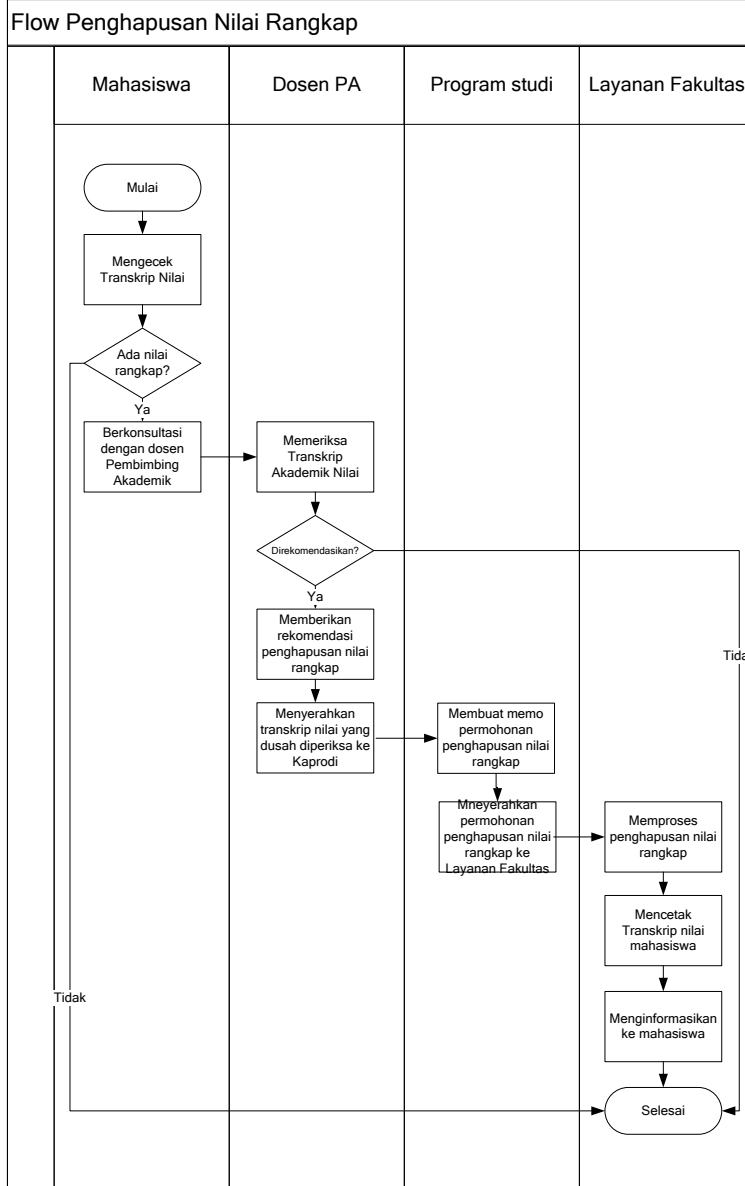 Flow Penghapusan Nilai Rangkap
Mahasiswa
Dosen PA
Program studi
Layanan Fakultas
Mulai
Mengecek
Transkrip Nilai
Ada nilai
rangkap?
Ya
Berkonsultasi
dengan dosen
Pembimbing
Akademik
Memeriksa
Transkrip
Akademik Nilai
Direkomendasikan?
Ya
Memberikan
rekomendasi
penghapusan nilai
rangkap
Tida
Menyerahkan
transkrip nilai yang
dusah diperiksa ke
Kaprodi
Membuat memo
permohonan
penghapusan nilai
rangkap
Mneyerahkan
permohonan
penghapusan nilai
rangkap ke
Layanan Fakultas
Memproses
penghapusan nilai
rangkap
Mencetak
Transkrip nilai
mahasiswa
Tidak
Menginformasikan
ke mahasiswa
Selesai